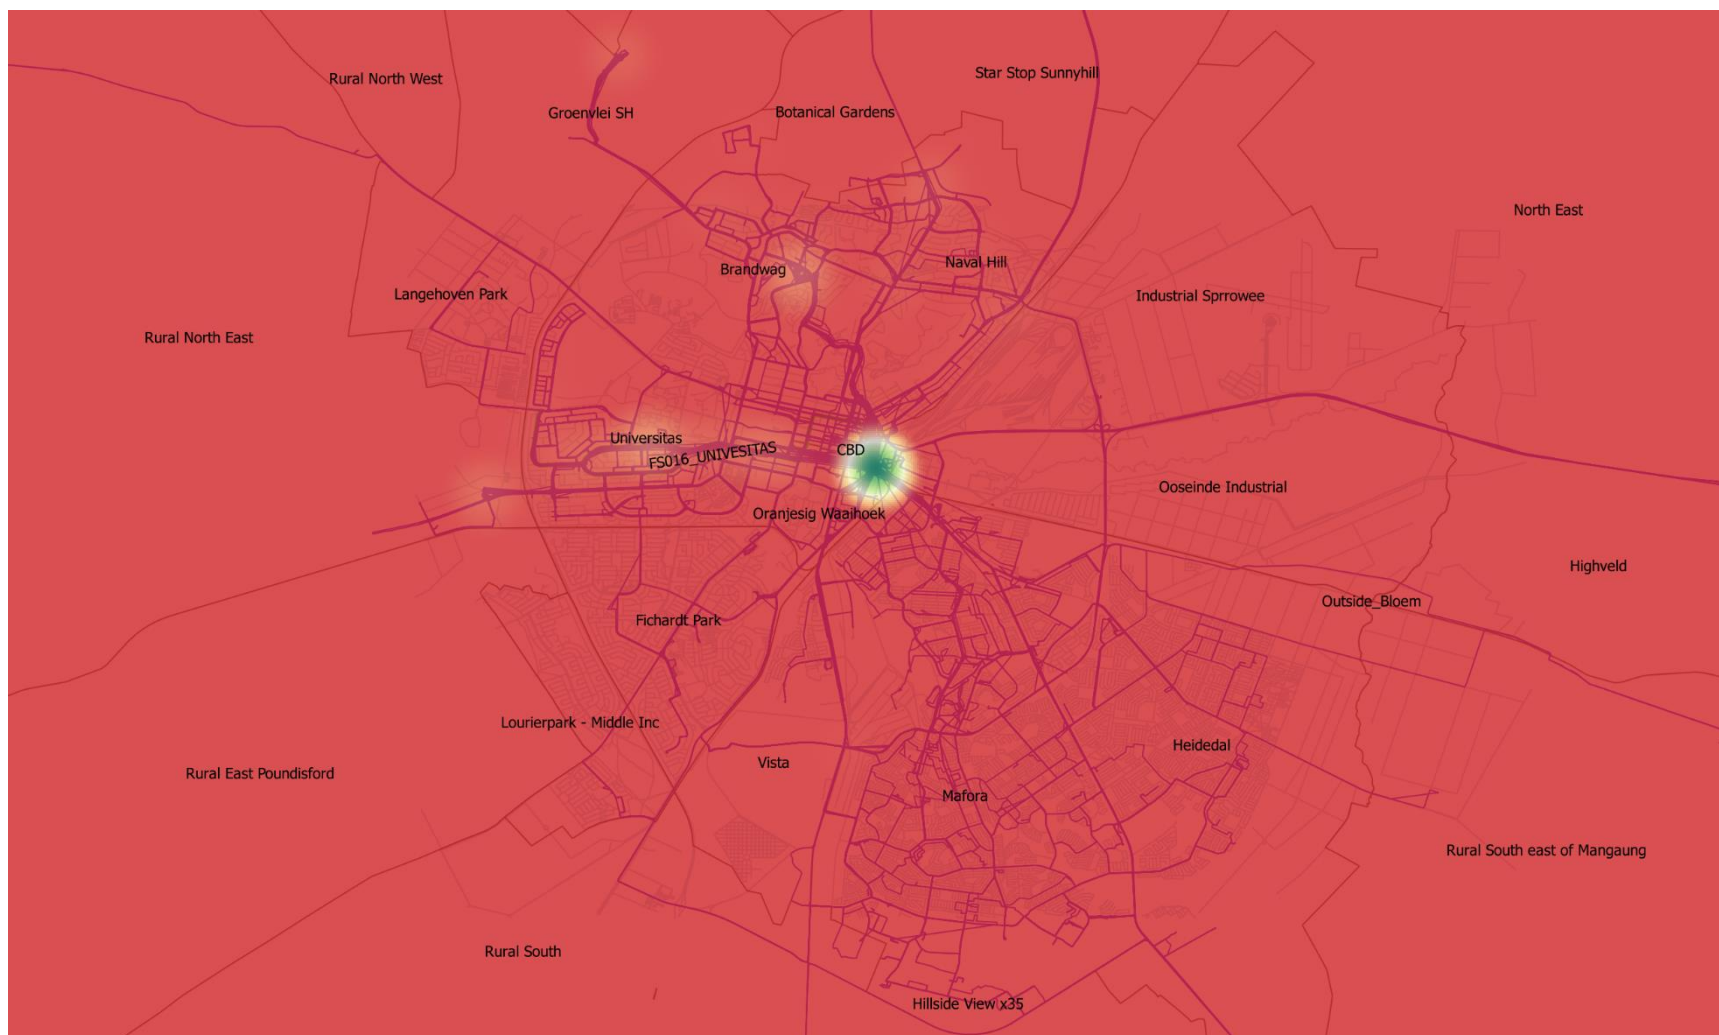 Star Stop Sunnyhill
Rural North West
Groenvlei SH
Botanical Gardens
North East
Naval Hill
Brandwag
Langehoven Park
Industrial Sprrowee
Rural North East
Universitas
CBD
FS016_UNIVESITAS
Ooseinde Industrial
Oranjesig Waaihoek
Highveld
Outside_Bloem
Fichardt Park
Lourierpark - Middle Inc
Heidedal
Vista
Rural East Poundisford
Mafora
Rural South east of Mangaung
Rural South
Hillside View x35